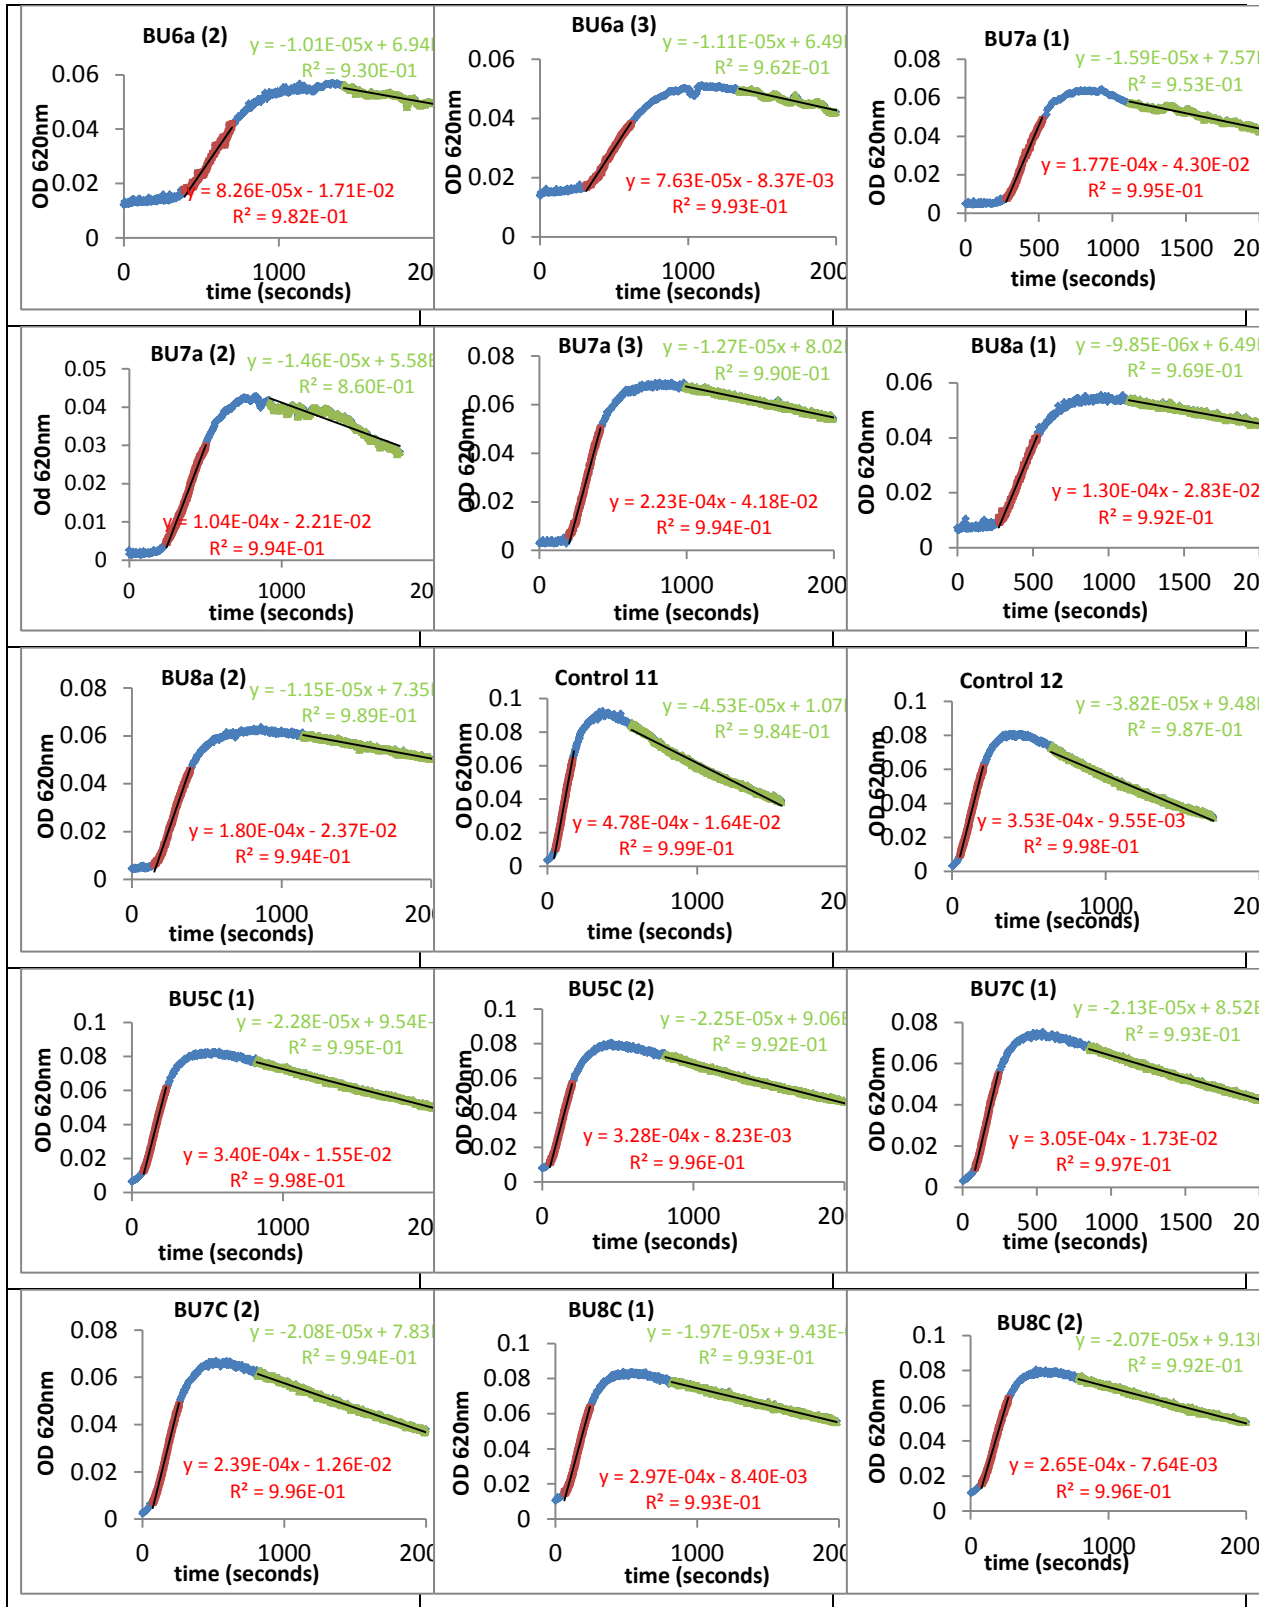 BU6a (2)
y = -1.01E-05x + 6.94
R² = 9.30E-01
0.06
0.04
0.02
0
OD 620nm
= 8.26E-05x - 1.71E-02
R² = 9.82E-01
0 1000 200
time (seconds)
BU6a (3)
y = -1.11E-05x + 6.49
R² = 9.62E-01
0.06
0.04
0.02
0
OD 620nm
y = 7.63E-05x - 8.37E-03
R² = 9.93E-01
0 1000 200
time (seconds)
BU7a (1)
y = -1.59E-05x + 7.57
R² = 9.53E-01
0.08
0.06
0.04
0.02
0
OD 620nm
y = 1.77E-04x - 4.30E-02
R² = 9.95E-01
0 500 1000 1500 200
time (seconds)
BU7a (2)
y = -1.46E-05x + 5.58E
R² = 8.60E-01
0.05
0.04
0.03
0.02
0.01
0
Od 620nm
y = 1.04E-04x - 2.21E-02
R² = 9.94E-01
0 1000 200
time (seconds)
BU7a (3)
y = -1.27E-05x + 8.02
R² = 9.90E-01
0.08
0.06
0.04
0.02
0
OD 620nm
y = 2.23E-04x - 4.18E-02
R² = 9.94E-01
0 1000 200
time (seconds)
BU8a (1)
y = -9.85E-06x + 6.49
R² = 9.69E-01
0.06
0.04
0.02
0
OD 620nm
y = 1.30E-04x - 2.83E-02
R² = 9.92E-01
0 500 1000 1500 200
time (seconds)
BU8a (2)
y = -1.15E-05x + 7.35
R² = 9.89E-01
0.08
0.06
0.04
0.02
0
OD 620nm
y = 1.80E-04x - 2.37E-02
R² = 9.94E-01
0 1000 200
time (seconds)
Control 11
y = -4.53E-05x + 1.07
R² = 9.84E-01
0.1
0.08
0.06
0.04
0.02
0
OD 620nm
y = 4.78E-04x - 1.64E-02
R² = 9.99E-01
0 1000 200
time (seconds)
Control 12
y = -3.82E-05x + 9.48
R² = 9.87E-01
0.1
0.08
0.06
0.04
0.02
0
OD 620nm
y = 3.53E-04x - 9.55E-03
R² = 9.98E-01
0 1000 20
time (seconds)
BU5C (1)
y = -2.28E-05x + 9.54E-
R² = 9.95E-01
0.1
0.08
0.06
0.04
0.02
0
OD 620nm
y = 3.40E-04x - 1.55E-02
R² = 9.98E-01
0 1000 200
time (seconds)
BU5C (2)
y = -2.25E-05x + 9.06E
R² = 9.92E-01
0.1
0.08
0.06
0.04
0.02
0
OD 620nm
y = 3.28E-04x - 8.23E-03
R² = 9.96E-01
0 1000 200
time (seconds)
BU7C (1)
y = -2.13E-05x + 8.52E
R² = 9.93E-01
0.08
0.06
0.04
0.02
0
OD 620nm
y = 3.05E-04x - 1.73E-02
R² = 9.97E-01
0 500 1000 1500 200
time (seconds)
BU7C (2)
y = -2.08E-05x + 7.83
R² = 9.94E-01
0.08
0.06
0.04
0.02
0
OD 620nm
y = 2.39E-04x - 1.26E-02
R² = 9.96E-01
0 1000 200
time (seconds)
BU8C (1)
y = -1.97E-05x + 9.43E-
R² = 9.93E-01
0.1
0.08
0.06
0.04
0.02
0
OD 620nm
y = 2.97E-04x - 8.40E-03
R² = 9.93E-01
0 1000 200
time (seconds)
BU8C (2)
y = -2.07E-05x + 9.13
R² = 9.92E-01
0.1
0.08
0.06
0.04
0.02
0
OD 620nm
y = 2.65E-04x - 7.64E-03
R² = 9.96E-01
0 1000 200
time (seconds)